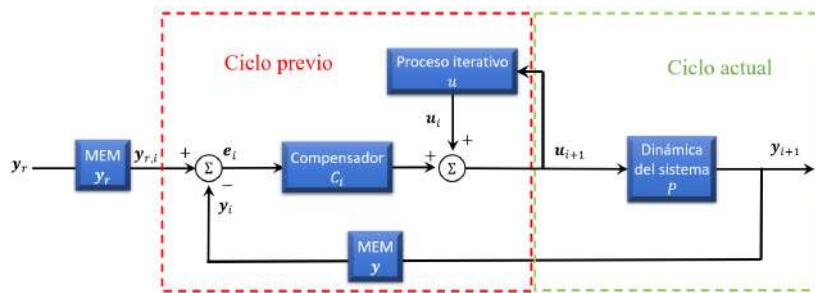 Ciclo previo
Ciclo actual
Proceso iterativo
u
u_i
y_r
MEM
y_r
y_{r,i}
+
Σ
−
e_i
y_i
Compensador
C_i
+
+
Σ
u_{i+1}
Dinámica
del sistema
P
y_{i+1}
MEM
y